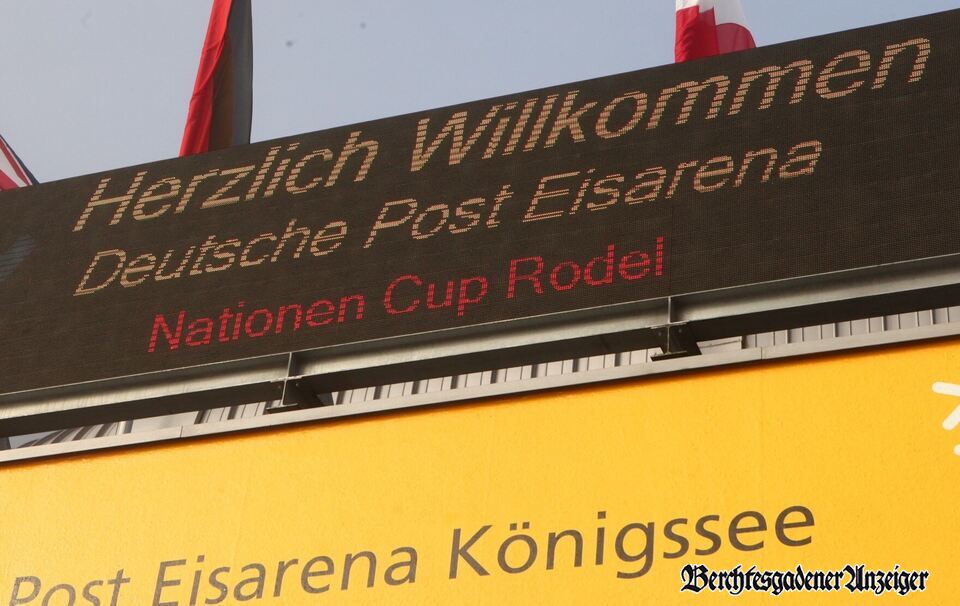 Herzlich Willkommen
Deutsche Post Eisarena
Nationen Cup Rodel
Post Eisarena Königssee
Berchtesgadener Anzeiger